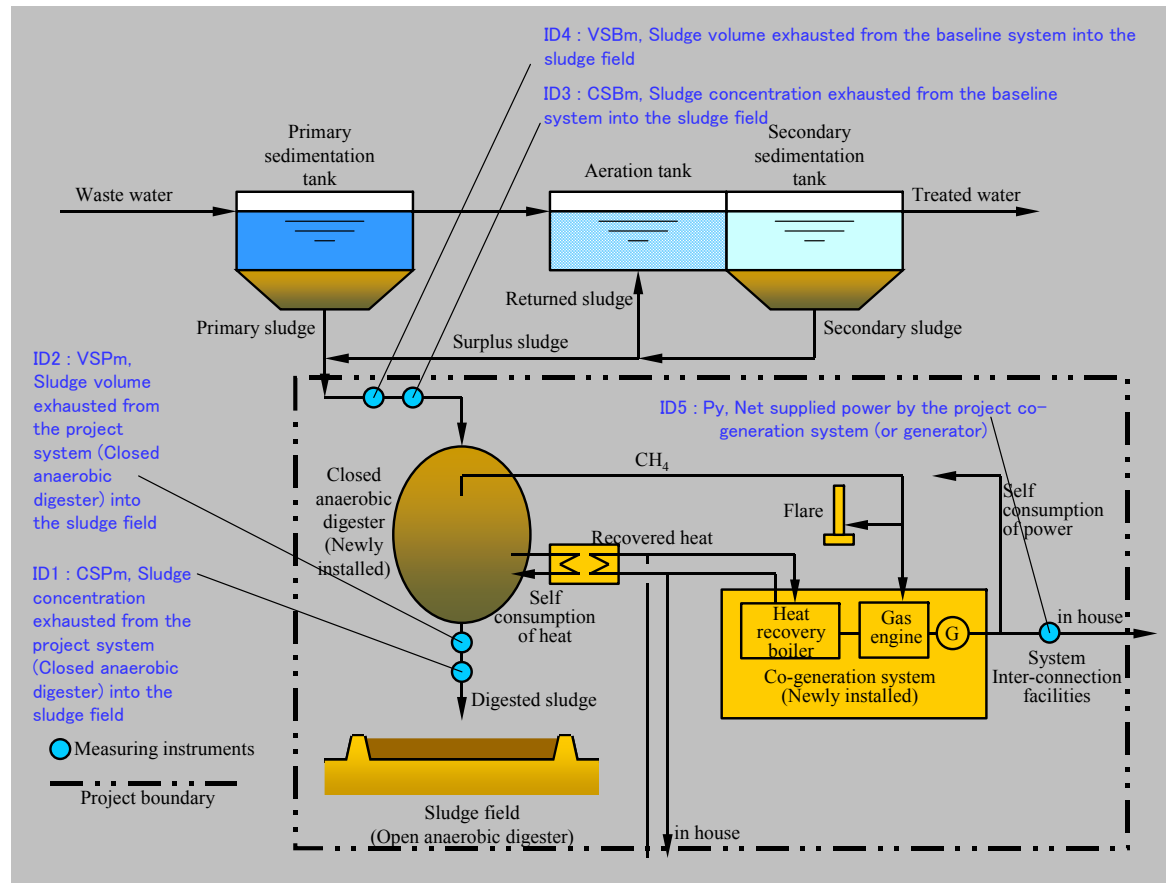 ID4 : VSBm, Sludge volume exhausted from the baseline system into the
sludge field
ID3 : CSBm, Sludge concentration exhausted from the baseline
system into the sludge field
Primary
sedimentation
tank
Secondary
sedimentation
tank
Aeration tank
Waste water
Treated water
Returned sludge
Primary sludge
Surplus sludge
Secondary sludge
ID2 : VSPm,
Sludge volume
exhausted from
the project
system (Closed
anaerobic
digester) into
the sludge field
ID5 : Py, Net supplied power by the project co-
generation system (or generator)
CH4
Closed
anaerobic
digester
(Newly
installed)
Flare
Self
consumption
of power
Recovered heat
ID1 : CSPm, Sludge
concentration
exhausted from the
project system
(Closed anaerobic
digester) into the
sludge field
Self
consumption
of heat
Heat
recovery
boiler
Gas
engine
G
in house
Co-generation system
(Newly installed)
System
Inter-connection
facilities
Digested sludge
Measuring instruments
Project boundary
Sludge field
(Open anaerobic digester)
in house